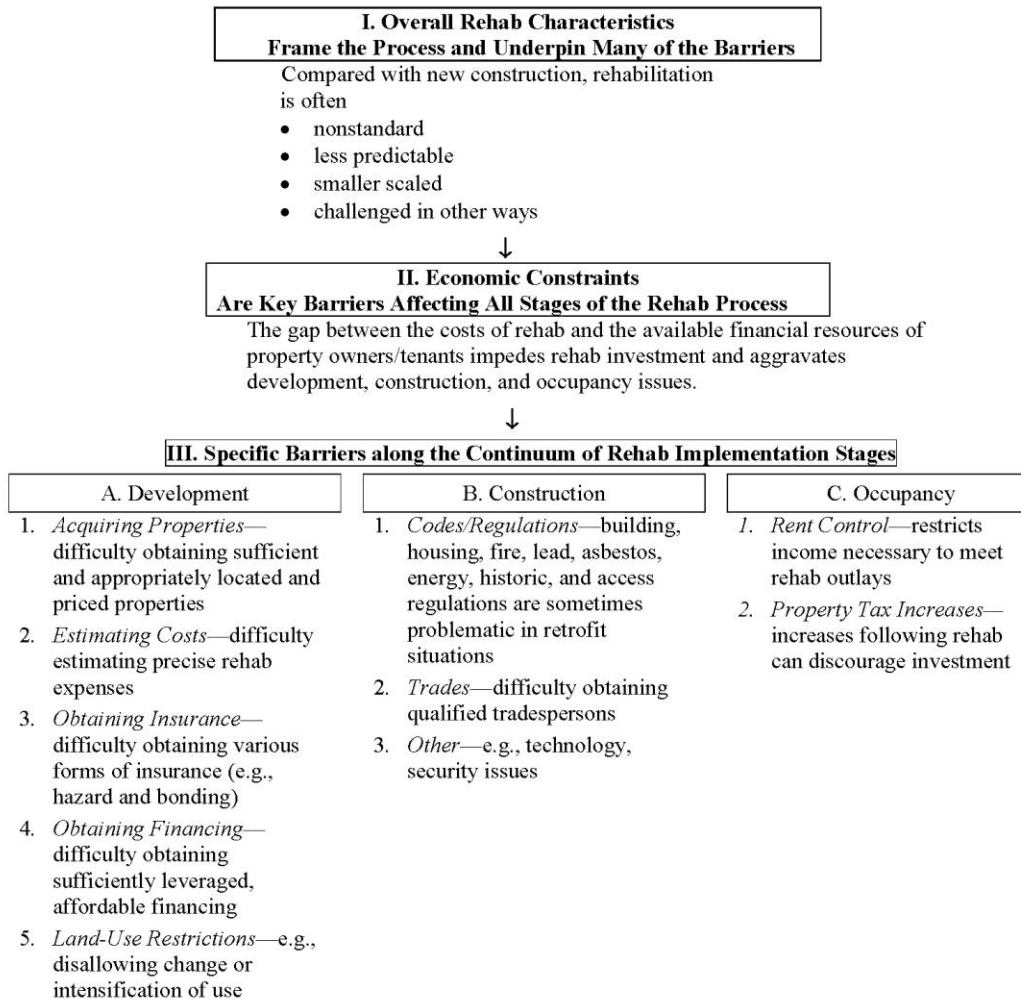 I. Overall Rehab Characteristics
Frame the Process and Underpin Many of the Barriers
Compared with new construction, rehabilitation
is often
• nonstandard
• less predictable
• smaller scaled
• challenged in other ways
↓
II. Economic Constraints
Are Key Barriers Affecting All Stages of the Rehab Process
The gap between the costs of rehab and the available financial resources of
property owners/tenants impedes rehab investment and aggravates
development, construction, and occupancy issues.
↓
III. Specific Barriers along the Continuum of Rehab Implementation Stages
A. Development
1. Acquiring Properties—
difficulty obtaining sufficient
and appropriately located and
priced properties
2. Estimating Costs—difficulty
estimating precise rehab
expenses
3. Obtaining Insurance—
difficulty obtaining various
forms of insurance (e.g.,
hazard and bonding)
4. Obtaining Financing—
difficulty obtaining
sufficiently leveraged,
affordable financing
5. Land-Use Restrictions—e.g.,
disallowing change or
intensification of use
B. Construction
1. Codes/Regulations—building,
housing, fire, lead, asbestos,
energy, historic, and access
regulations are sometimes
problematic in retrofit
situations
2. Trades—difficulty obtaining
qualified tradespersons
3. Other—e.g., technology,
security issues
C. Occupancy
1. Rent Control—restricts
income necessary to meet
rehab outlays
2. Property Tax Increases—
increases following rehab
can discourage investment